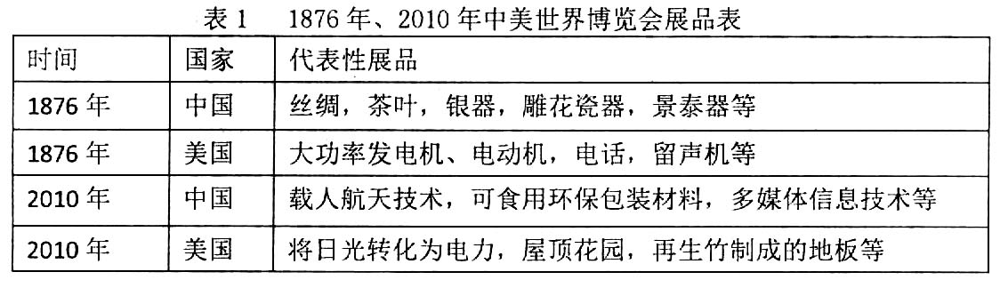 表 1 1876 年、2010 年中美世界博览会展品表
时间 国家 代表性展品
1876 年 中国 丝绸，茶叶，银器，雕花瓷器，景泰器等
1876 年 美国 大功率发电机、电动机，电话，留声机等
2010 年 中国 载人航天技术，可食用环保包装材料，多媒体信息技术等
2010 年 美国 将日光转化为电力，屋顶花园，再生竹制成的地板等